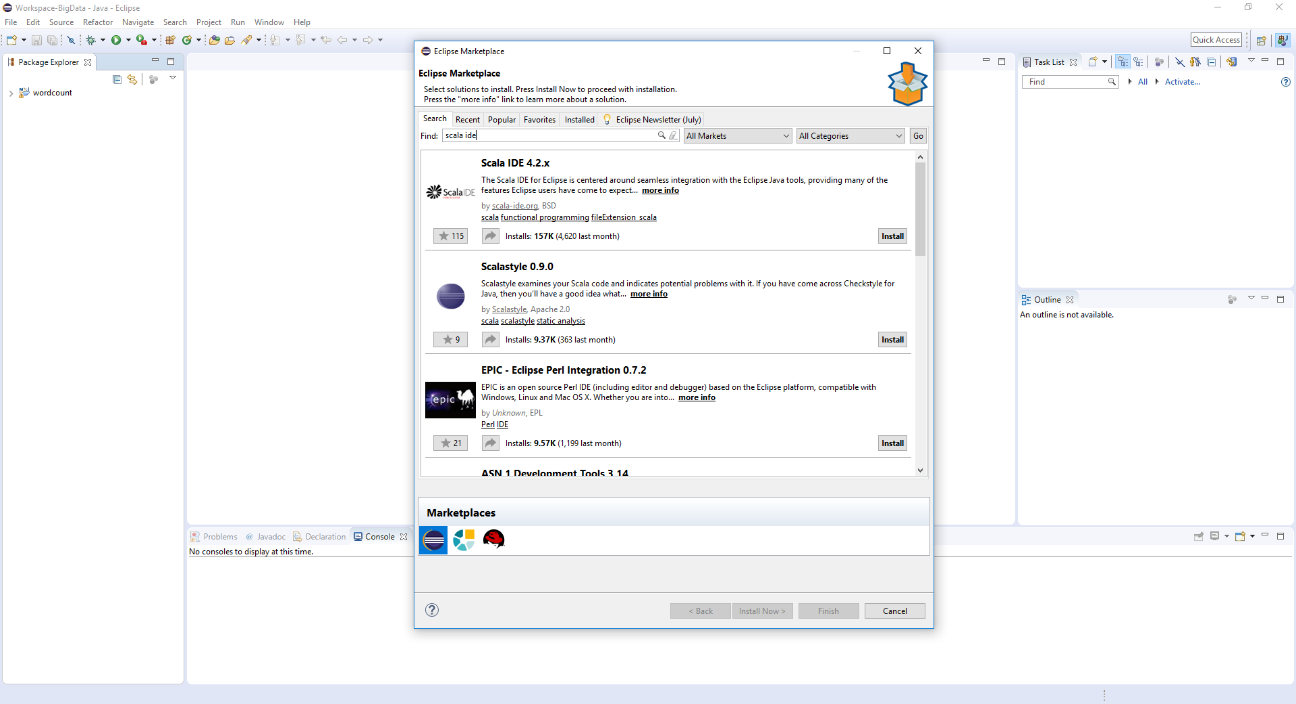 Workspace-BigData - Java - Eclipse
File Edit Source Refactor Navigate Search Project Run Window Help
Quick Access
Package Explorer
wordcount
Eclipse Marketplace
Eclipse Marketplace
Select solutions to install. Press Install Now to proceed with installation.
Press the "more info" link to learn more about a solution.
Search Recent Popular Favorites Installed Eclipse Newsletter (July)
Find: scala ide All Markets All Categories Go
Scala IDE 4.2.x
ScalaIDE
The Scala IDE for Eclipse is centered around seamless integration with the Eclipse Java tools, providing many of the
features Eclipse users have come to expect... more info
by scala-ide.org, BSD
scala functional programming fileExtension_scala
115 Installs: 157K (4,620 last month) Install
Scalastyle 0.9.0
Scalastyle examines your Scala code and indicates potential problems with it. If you have come across Checkstyle for
Java, then you'll have a good idea what... more info
by Scalastyle, Apache 2.0
scala scalastyle static analysis
9 Installs: 9.37K (363 last month) Install
EPIC - Eclipse Perl Integration 0.7.2
epic
EPIC is an open source Perl IDE (including editor and debugger) based on the Eclipse platform, compatible with
Windows, Linux and Mac OS X. Whether you are into... more info
by Unknown, EPL
Perl IDE
21 Installs: 9.57K (1,199 last month) Install
ASN.1 Development Tools 3.14
Marketplaces
< Back Install Now > Finish Cancel
Task List
Find All Activate...
Outline
An outline is not available.
Problems @ Javadoc Declaration Console
No consoles to display at this time.